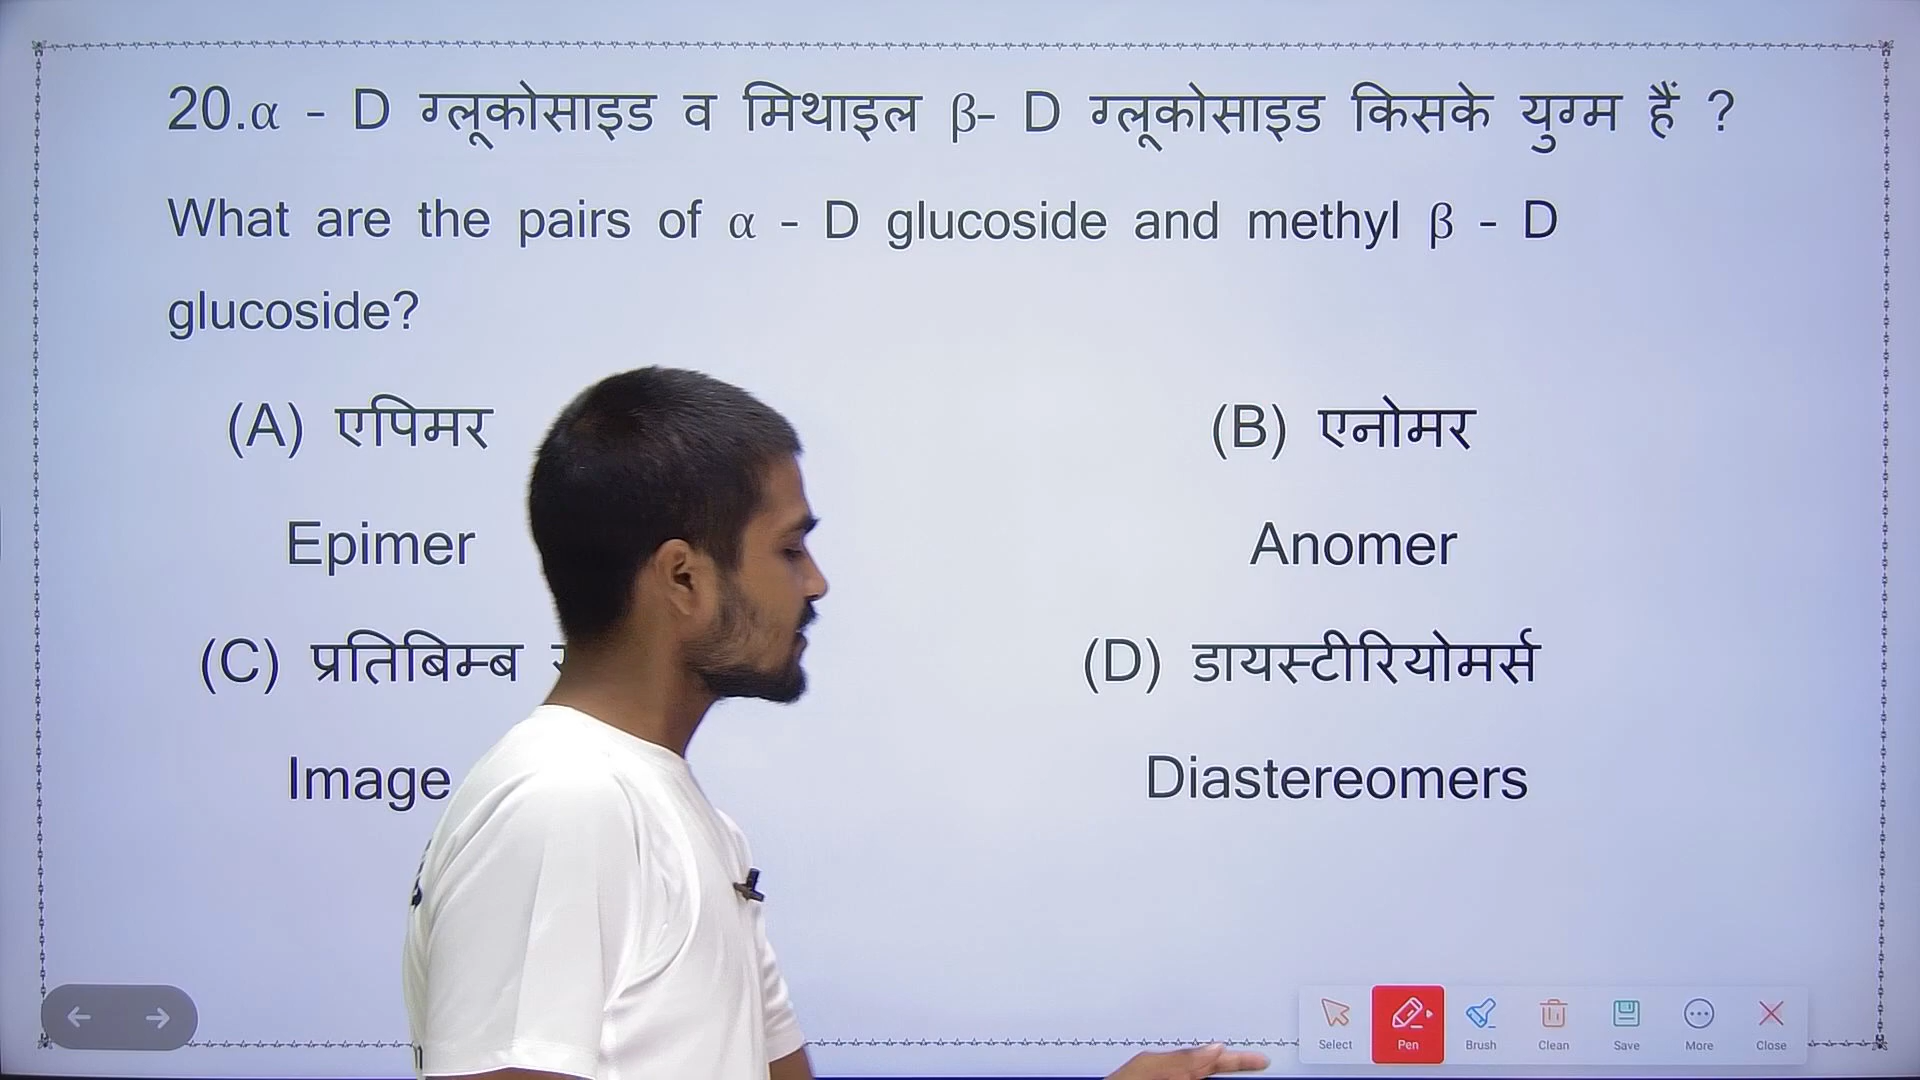 20.α - D ग्लूकोसाइड व मिथाइल β- D ग्लूकोसाइड किसके युग्म हैं ?
What are the pairs of α - D glucoside and methyl β - D
glucoside?
(A) एपिमर
(B) एनोमर
Epimer
Anomer
(C) प्रतिबिम्ब
(D) डायस्टीरियोमर्स
Image
Diastereomers
Select
Pen
Brush
Clean
Save
More
Close